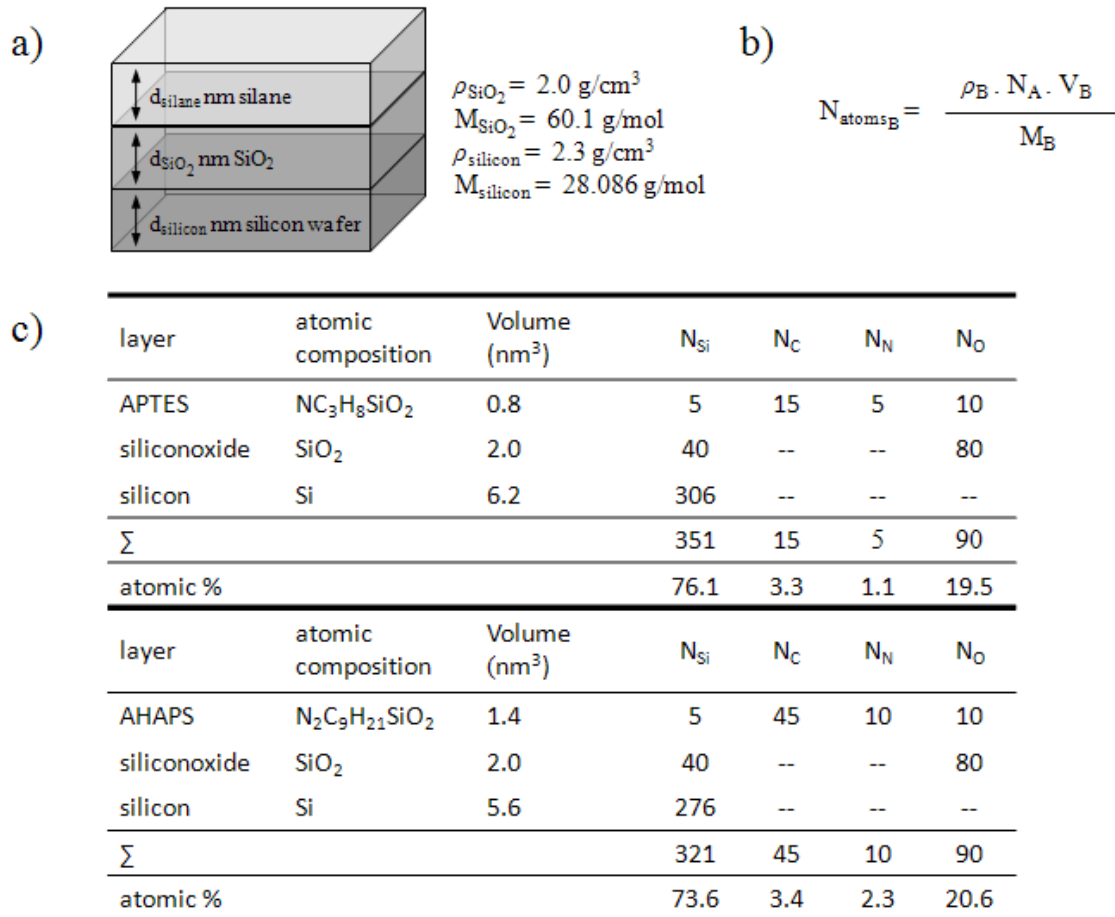 a)
d_silane nm silane
d_SiO₂ nm SiO₂
d_silicon nm silicon wafer
ρ_SiO₂ = 2.0 g/cm³
M_SiO₂ = 60.1 g/mol
ρ_silicon = 2.3 g/cm³
M_silicon = 28.086 g/mol
b)
N_atoms_B = ρ_B . N_A . V_B / M_B
c)
layer atomic composition Volume (nm³) N_Si N_C N_N N_O
APTES NC₃H₈SiO₂ 0.8 5 15 5 10
siliconoxide SiO₂ 2.0 40 -- -- 80
silicon Si 6.2 306 -- -- --
∑ 351 15 5 90
atomic % 76.1 3.3 1.1 19.5
layer atomic composition Volume (nm³) N_Si N_C N_N N_O
AHAPS N₂C₉H₂₁SiO₂ 1.4 5 45 10 10
siliconoxide SiO₂ 2.0 40 -- -- 80
silicon Si 5.6 276 -- -- --
∑ 321 45 10 90
atomic % 73.6 3.4 2.3 20.6